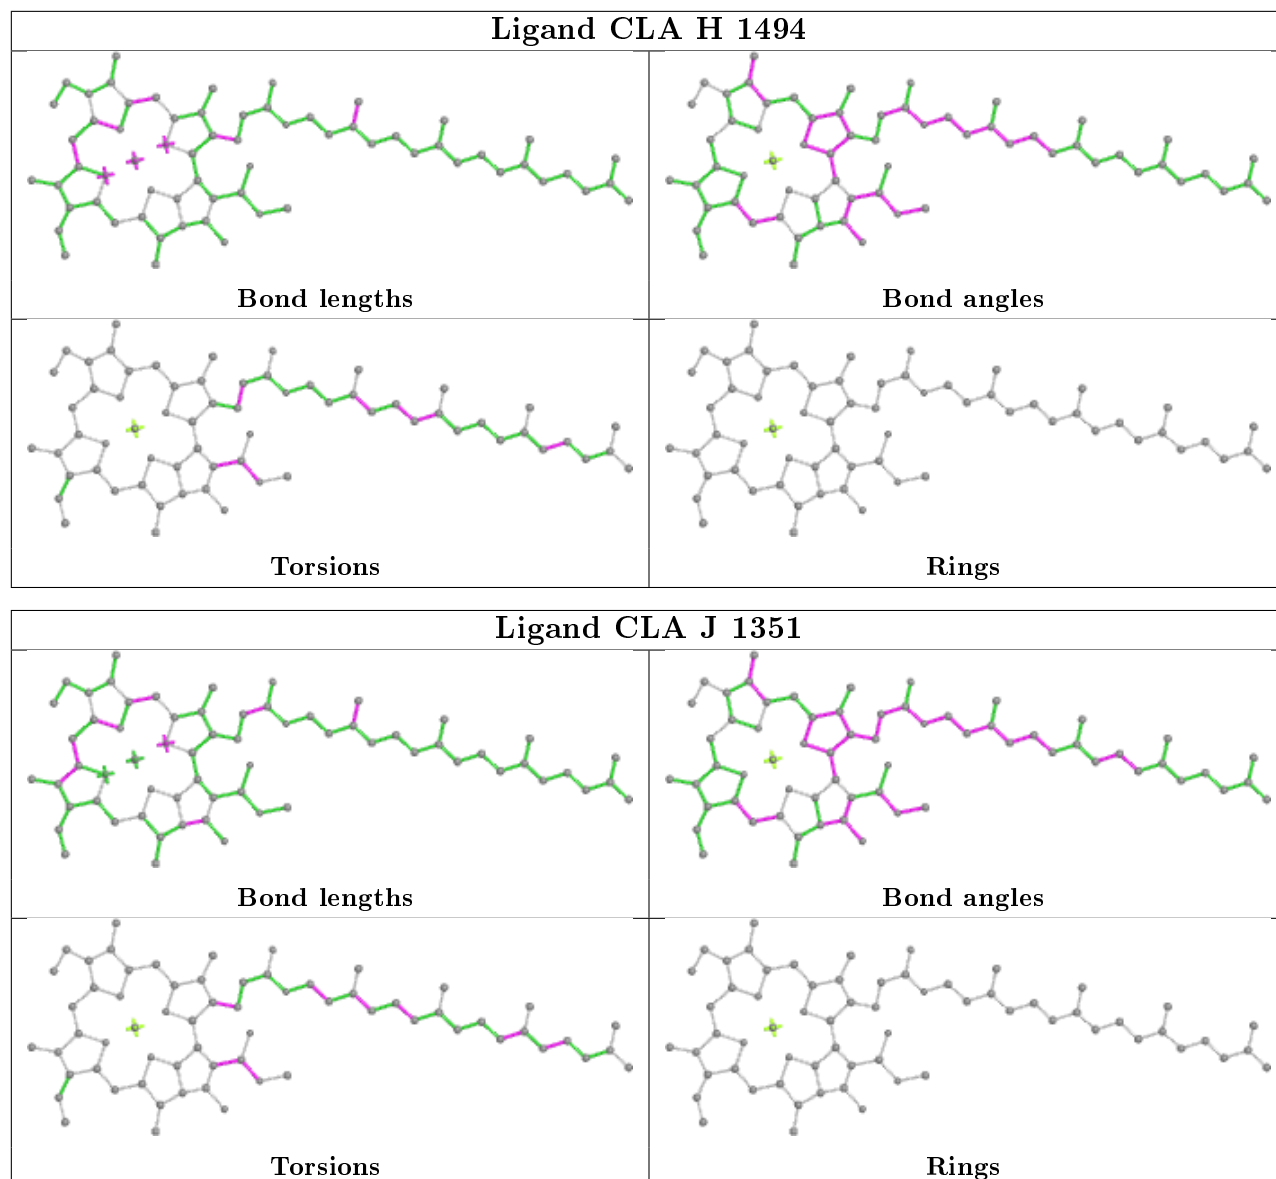 Ligand CLA H 1494
Bond lengths
Bond angles
Torsions
Rings
Ligand CLA J 1351
Bond lengths
Bond angles
Torsions
Rings